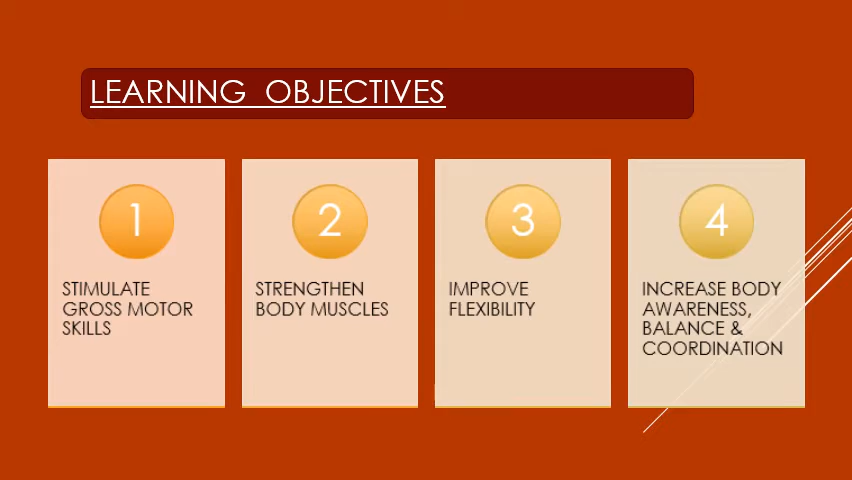 LEARNING OBJECTIVES
1
STIMULATE
GROSS MOTOR
SKILLS
2
STRENGTHEN
BODY MUSCLES
3
IMPROVE
FLEXIBILITY
4
INCREASE BODY
AWARENESS,
BALANCE &
COORDINATION